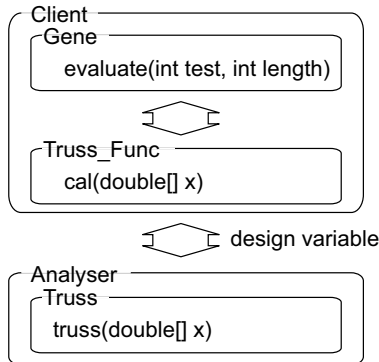 Client
Gene
evaluate(int test, int length)
Truss_Func
cal(double[] x)
design variable
Analyser
Truss
truss(double[] x)